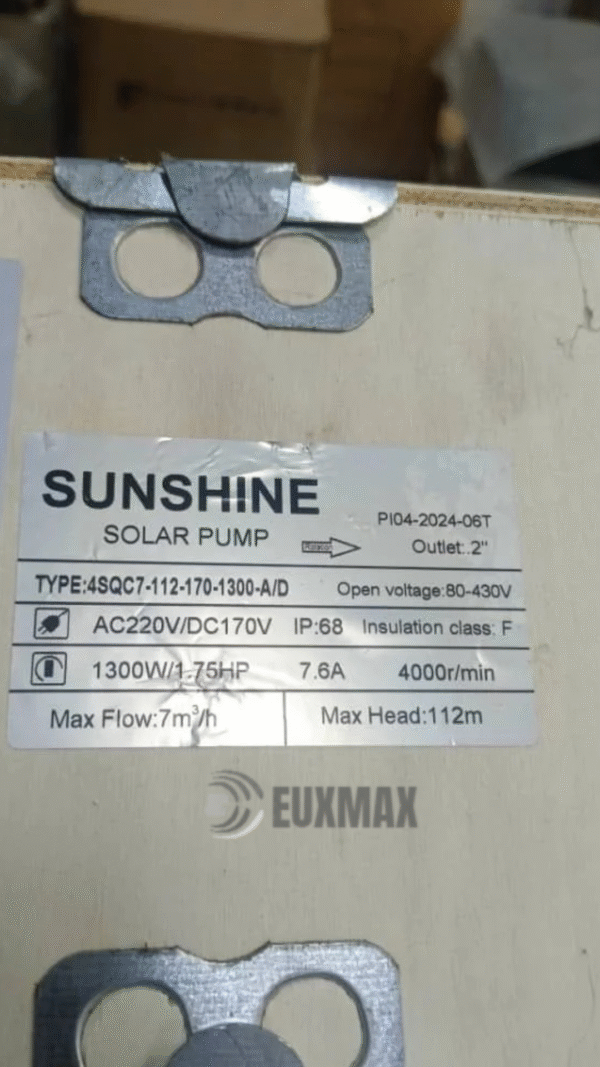 SUNSHINE
SOLAR PUMP
PI04-2024-06T
Rotation
Outlet:.2"
TYPE:4SQC7-112-170-1300-A/D Open voltage:80-430V
AC220V/DC170V IP:68 Insulation class: F
1300W/1.75HP 7.6A 4000r/min
Max Flow:7m³/h Max Head:112m
EUXMAX